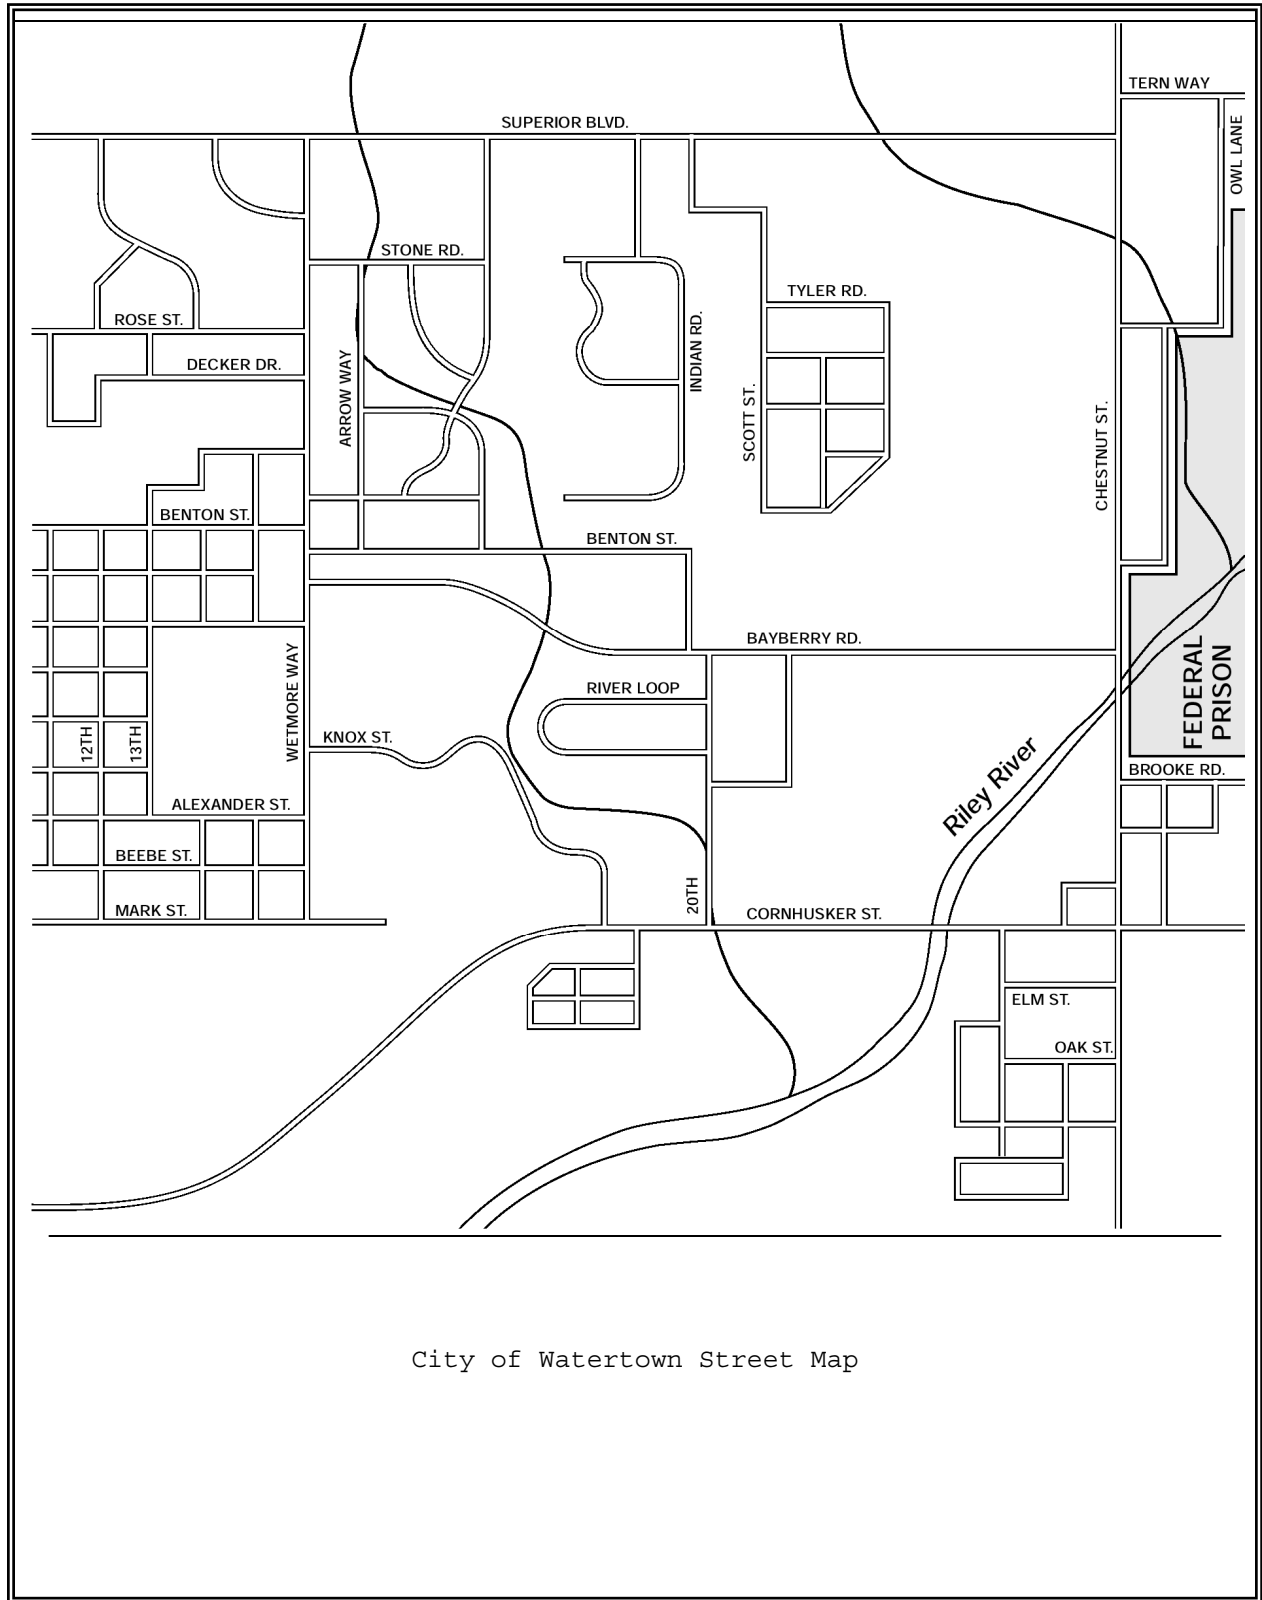 TERN WAY
SUPERIOR BLVD.
OWL LANE
STONE RD.
TYLER RD.
ROSE ST.
INDIAN RD.
DECKER DR.
ARROW WAY
SCOTT ST.
CHESTNUT ST.
BENTON ST.
BENTON ST.
BAYBERRY RD.
FEDERAL
PRISON
WETMORE WAY
RIVER LOOP
12TH
13TH
KNOX ST.
Riley River
BROOKE RD.
ALEXANDER ST.
BEEBE ST.
20TH
MARK ST.
CORNHUSKER ST.
ELM ST.
OAK ST.
City of Watertown Street Map